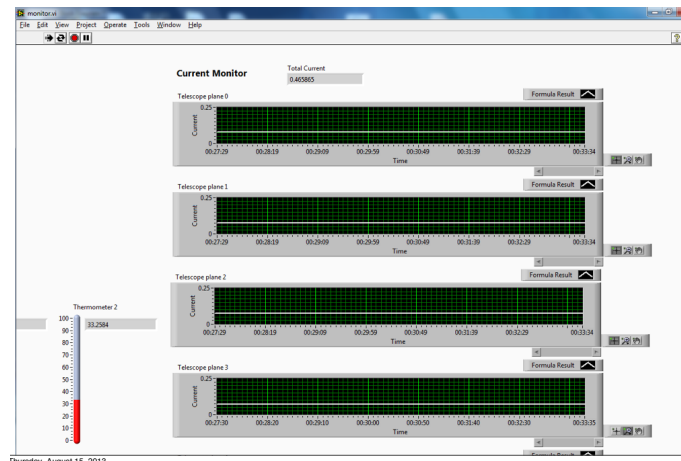 monitor.vi
File Edit View Project Operate Tools Window Help
Current Monitor
Total Current
0.465865
Telescope plane 0
Formula Result
0.25
Current
0
00:27:29 00:28:19 00:29:09 00:29:59 00:30:49 00:31:39 00:32:29 00:33:34
Time
Telescope plane 1
Formula Result
0.25
Current
0
00:27:29 00:28:19 00:29:09 00:29:59 00:30:49 00:31:39 00:32:29 00:33:34
Time
Telescope plane 2
Formula Result
0.25
Current
0
00:27:29 00:28:19 00:29:09 00:29:59 00:30:49 00:31:39 00:32:29 00:33:34
Time
Thermometer 2
33.2584
100
90
80
70
60
50
40
30
20
10
0
Telescope plane 3
Formula Result
0.25
Current
0
00:27:30 00:28:20 00:29:10 00:30:00 00:30:50 00:31:40 00:32:30 00:33:35
Time
Formula Result
Thursday, August 15, 2013